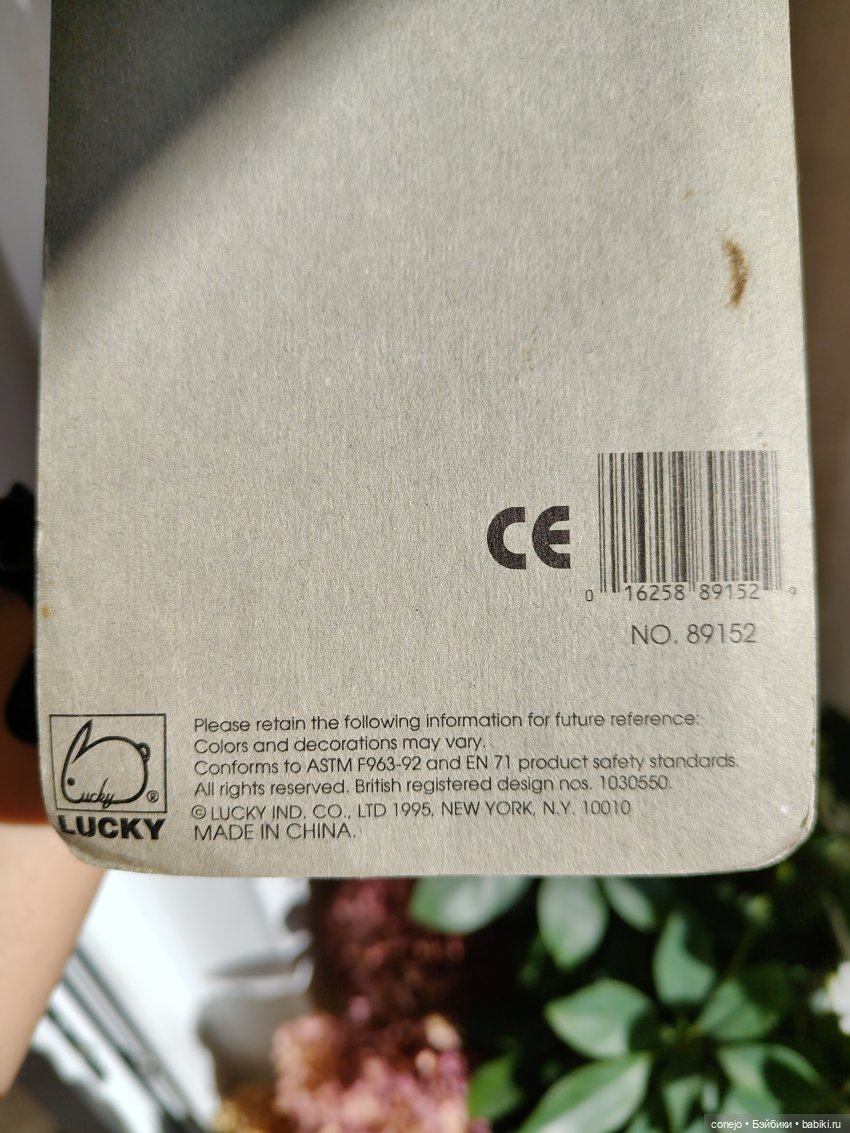 CE
0 16258 89152 9
NO. 89152
Lucky ®
LUCKY
Please retain the following information for future reference:
Colors and decorations may vary.
Conforms to ASTM F963-92 and EN 71 product safety standards.
All rights reserved. British registered design nos. 1030550.
© LUCKY IND. CO., LTD 1995, NEW YORK, N.Y. 10010
MADE IN CHINA.
conejo • Бэйбики • babiki.ru